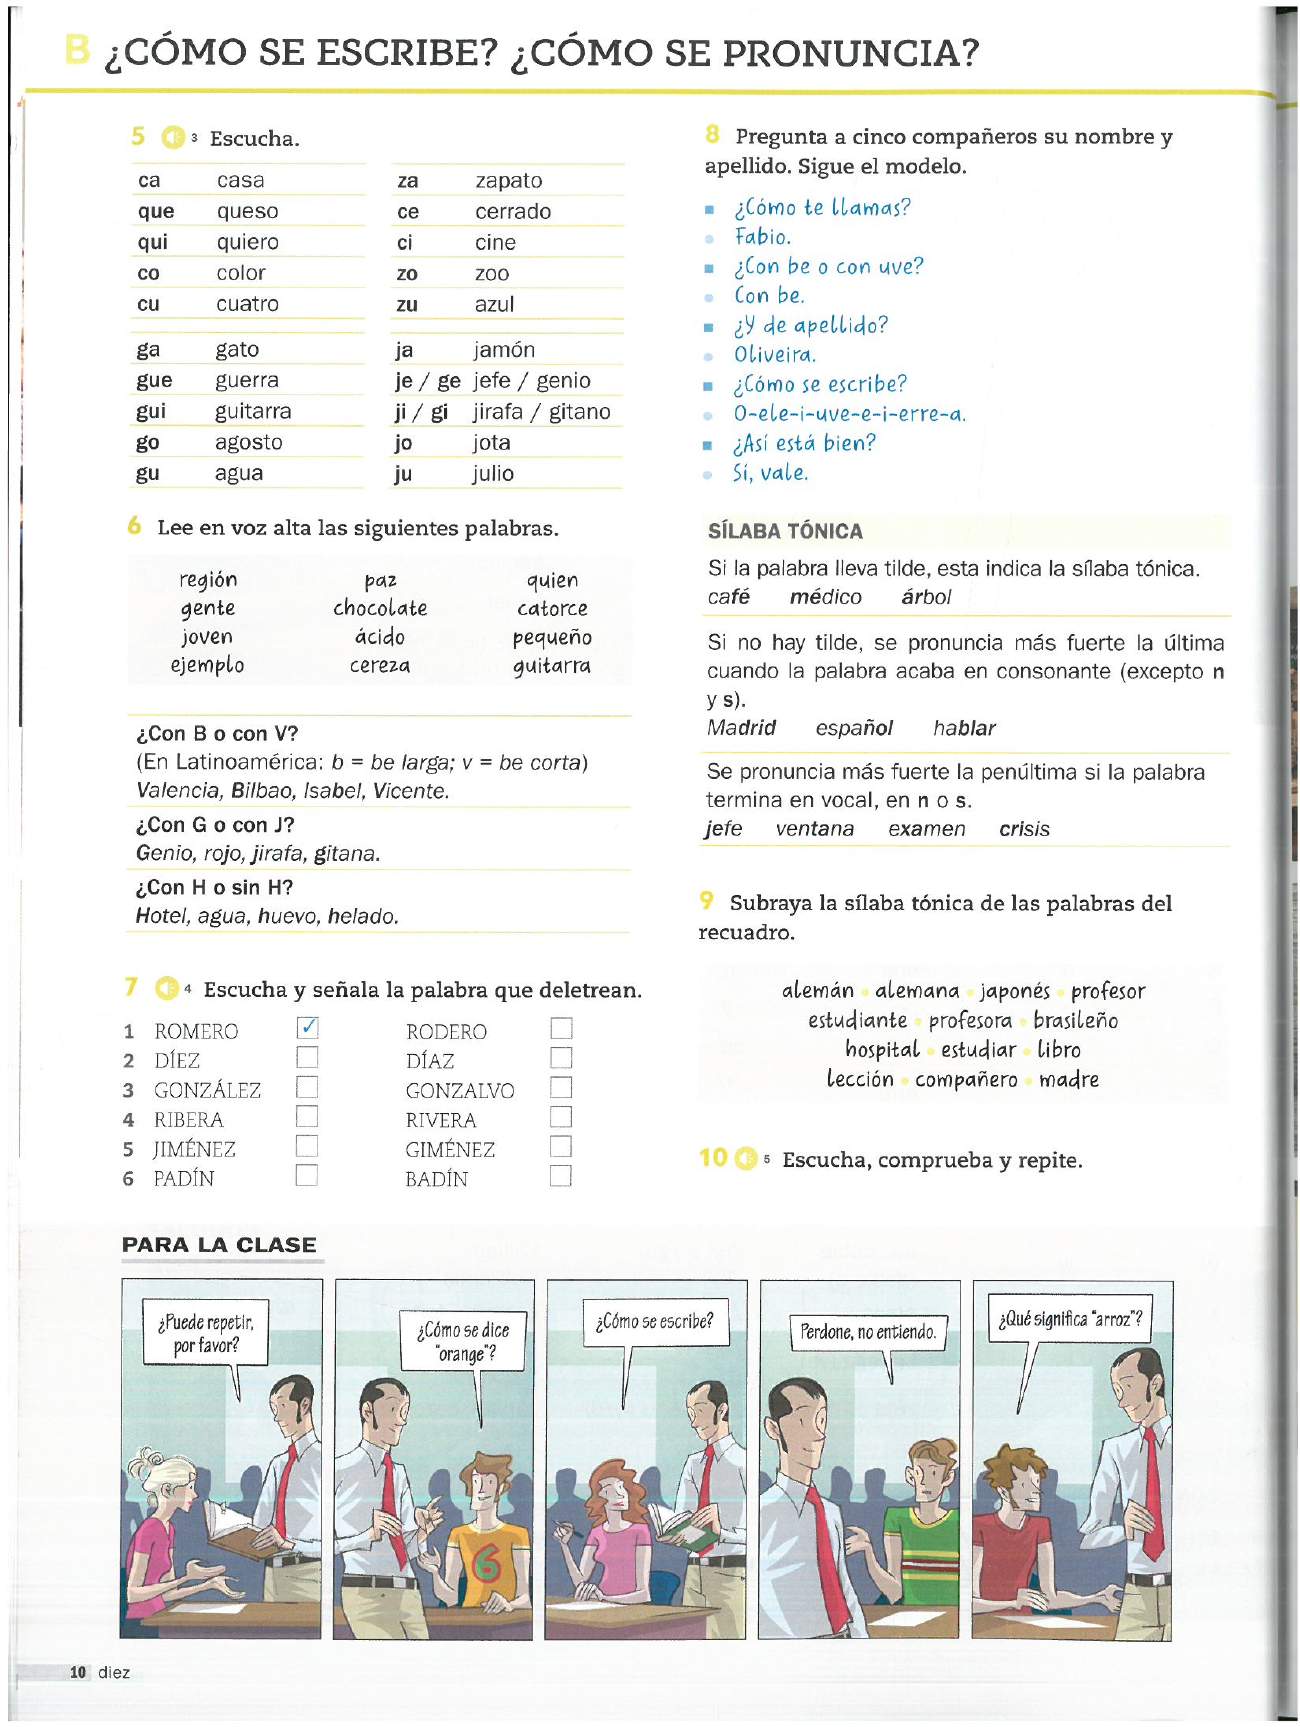 B ¿CÓMO SE ESCRIBE? ¿CÓMO SE PRONUNCIA?
5 3 Escucha.
ca casa
que queso
qui quiero
co color
cu cuatro
za zapato
ce cerrado
ci cine
zo zoo
zu azul
ga gato
gue guerra
gui guitarra
go agosto
gu agua
ja jamón
je / ge jefe / genio
ji / gi jirafa / gitano
jo jota
ju julio
6 Lee en voz alta las siguientes palabras.
región paz quien
gente chocolate catorce
joven ácido pequeño
ejemplo cereza guitarra
¿Con B o con V?
(En Latinoamérica: b = be larga; v = be corta)
Valencia, Bilbao, Isabel, Vicente.
¿Con G o con J?
Genio, rojo, jirafa, gitana.
¿Con H o sin H?
Hotel, agua, huevo, helado.
7 4 Escucha y señala la palabra que deletrean.
1 ROMERO ✓ RODERO
2 DÍEZ DÍAZ
3 GONZÁLEZ GONZALVO
4 RIBERA RIVERA
5 JIMÉNEZ GIMÉNEZ
6 PADÍN BADÍN
8 Pregunta a cinco compañeros su nombre y
apellido. Sigue el modelo.
¿Cómo te llamas?
Fabio.
¿Con be o con uve?
Con be.
¿Y de apellido?
Oliveira.
¿Cómo se escribe?
O-ele-i-uve-e-i-erre-a.
¿Así está bien?
Sí, vale.
SÍLABA TÓNICA
Si la palabra lleva tilde, esta indica la sílaba tónica.
café médico árbol
Si no hay tilde, se pronuncia más fuerte la última
cuando la palabra acaba en consonante (excepto n
y s).
Madrid español hablar
Se pronuncia más fuerte la penúltima si la palabra
termina en vocal, en n o s.
jefe ventana examen crisis
9 Subraya la sílaba tónica de las palabras del
recuadro.
alemán • alemana • japonés • profesor
estudiante • profesora • brasileño
hospital • estudiar • libro
lección • compañero • madre
10 5 Escucha, comprueba y repite.
PARA LA CLASE
¿Puede repetir,
por favor?
¿Cómo se dice
"orange"?
6
¿Cómo se escribe?
Perdone, no entiendo.
¿Qué significa "arroz"?
10 diez